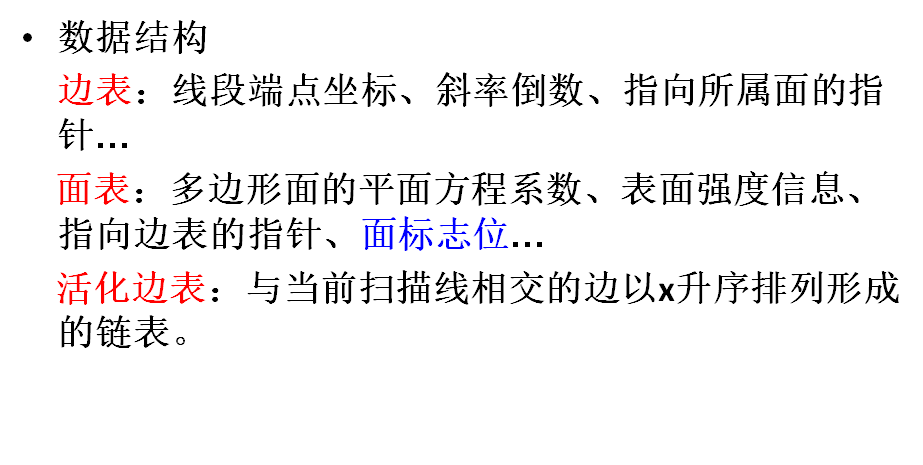 • 数据结构
边表：线段端点坐标、斜率倒数、指向所属面的指
针…
面表：多边形面的平面方程系数、表面强度信息、
指向边表的指针、面标志位…
活化边表：与当前扫描线相交的边以x升序排列形成
的链表。